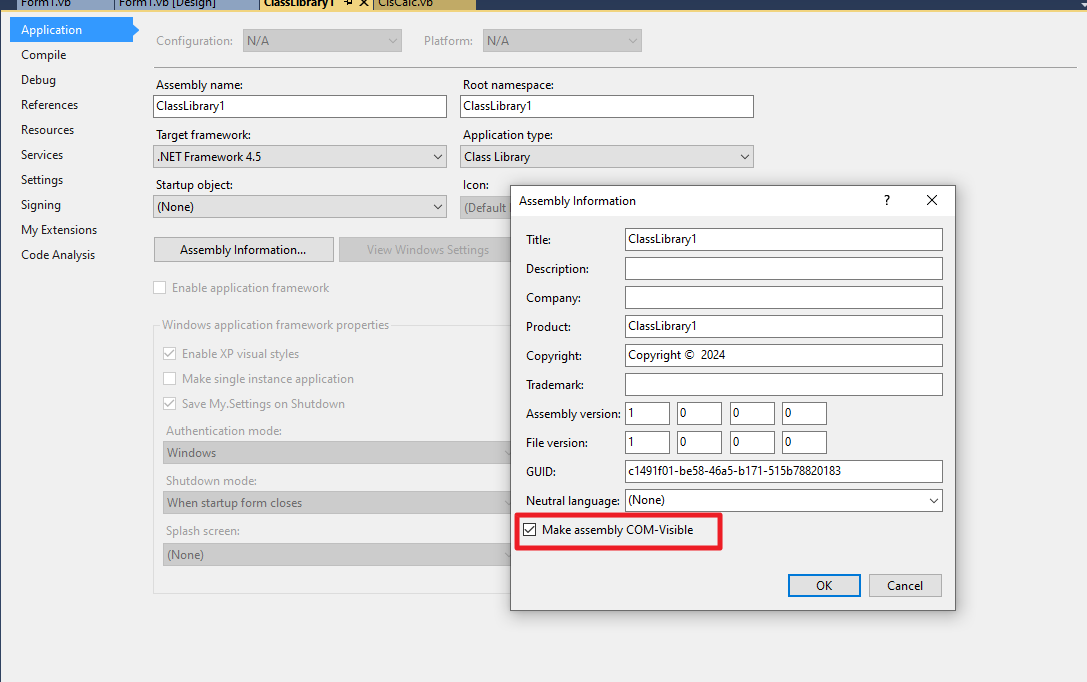 Form1.vb Form1.vb [Design] ClassLibrary1 ClsCalc.vb
Application
Compile
Debug
References
Resources
Services
Settings
Signing
My Extensions
Code Analysis
Configuration: N/A Platform: N/A
Assembly name: Root namespace:
ClassLibrary1 ClassLibrary1
Target framework: Application type:
.NET Framework 4.5 Class Library
Startup object: Icon:
(None) (Default
Assembly Information... View Windows Settings
Enable application framework
Windows application framework properties
Enable XP visual styles
Make single instance application
Save My.Settings on Shutdown
Authentication mode:
Windows
Shutdown mode:
When startup form closes
Splash screen:
(None)
Assembly Information ?
Title: ClassLibrary1
Description:
Company:
Product: ClassLibrary1
Copyright: Copyright © 2024
Trademark:
Assembly version: 1 0 0 0
File version: 1 0 0 0
GUID: c1491f01-be58-46a5-b171-515b78820183
Neutral language: (None)
Make assembly COM-Visible
OK Cancel